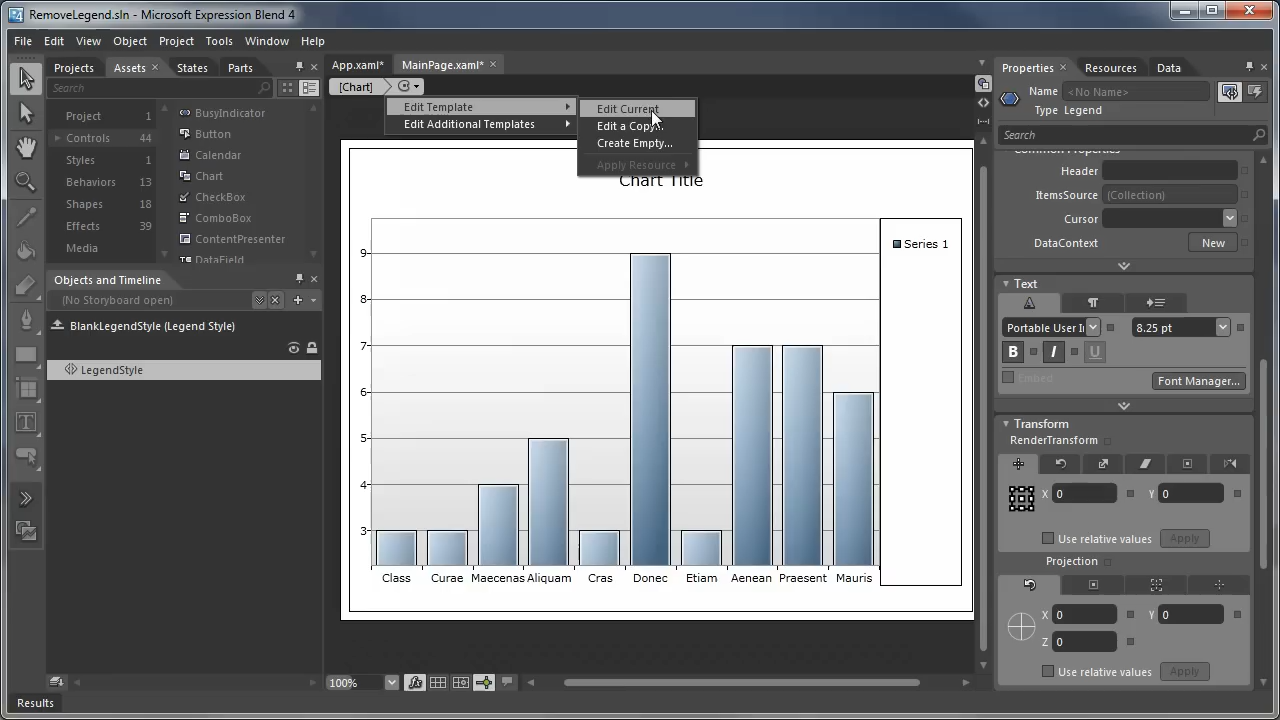 RemoveLegend.sln - Microsoft Expression Blend 4
File Edit View Object Project Tools Window Help
Projects Assets States Parts
Search
Project 1
Controls 44
Styles 1
Behaviors 13
Shapes 18
Effects 39
Media
BusyIndicator
Button
Calendar
Chart
CheckBox
ComboBox
ContentPresenter
DataField
Objects and Timeline
(No Storyboard open)
BlankLegendStyle (Legend Style)
LegendStyle
App.xaml* MainPage.xaml*
[Chart]
Edit Template
Edit Additional Templates
Edit Current
Edit a Copy...
Create Empty...
Apply Resource
Chart Title
9
8
7
6
5
4
3
Class Curae Maecenas Aliquam Cras Donec Etiam Aenean Praesent Mauris
Series 1
100%
Properties Resources Data
Name <No Name>
Type Legend
Search
Common Properties
Header
ItemsSource (Collection)
Cursor
DataContext New
Text
Portable User I 8.25 pt
B I U
Embed Font Manager...
Transform
RenderTransform
X 0 Y 0
Use relative values Apply
Projection
X 0 Y 0
Z 0
Use relative values Apply
Results